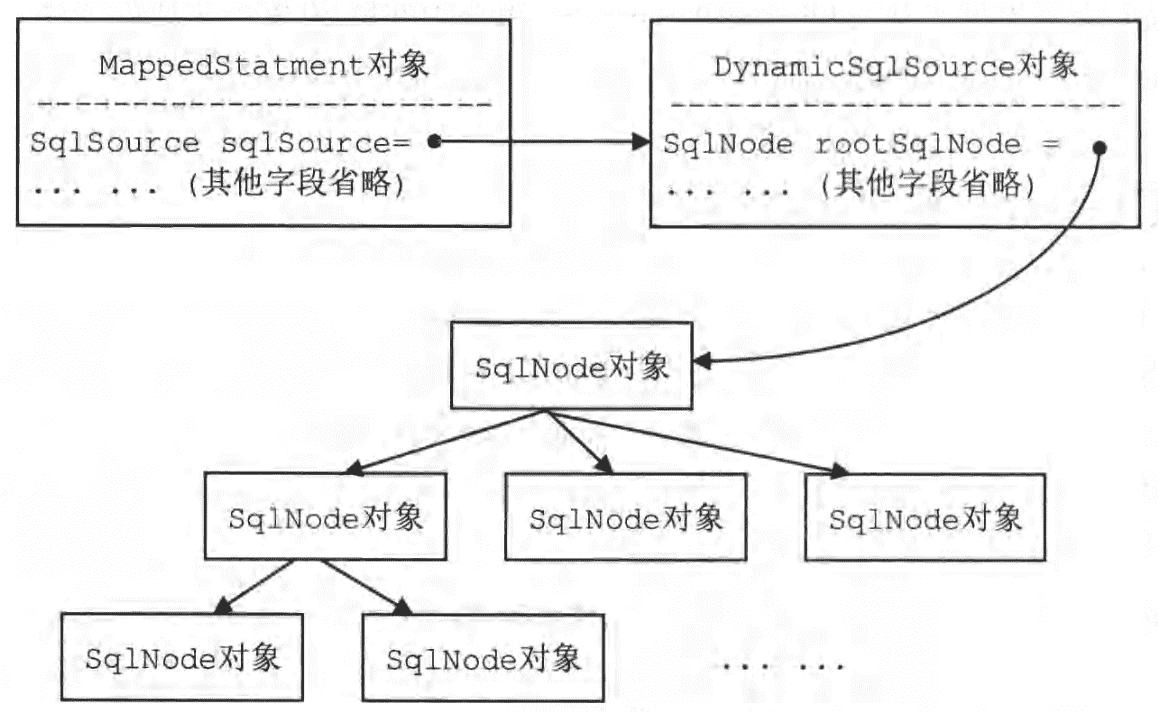 MappedStatment对象
SqlSource sqlSource=
... ... (其他字段省略)
DynamicSqlSource对象
SqlNode rootSqlNode =
... ... (其他字段省略)
SqlNode对象
SqlNode对象
SqlNode对象
SqlNode对象
SqlNode对象
SqlNode对象
... ...